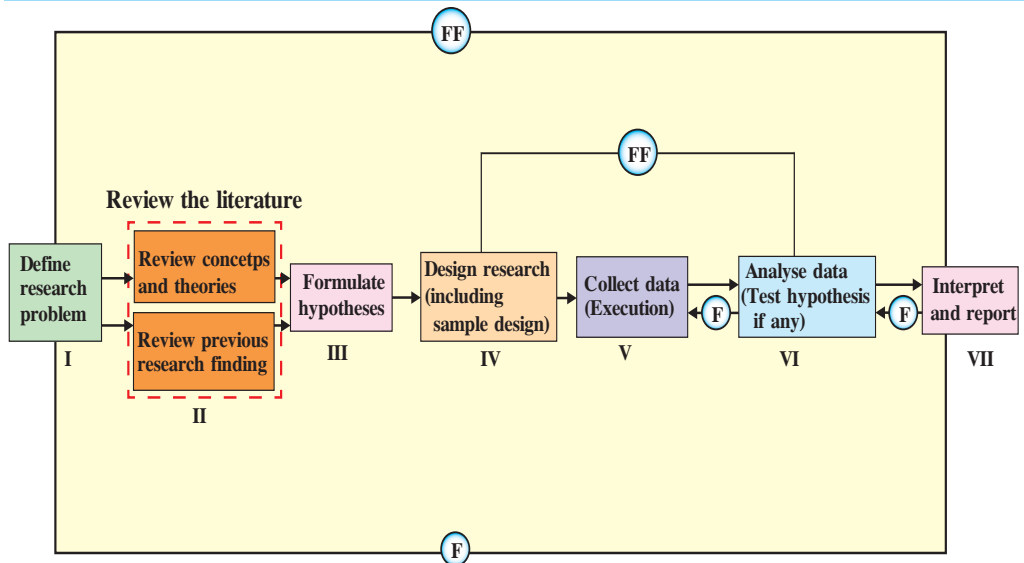 FF
FF
Review the literature
Define
research
problem
I
Review concetps
and theories
Review previous
research finding
II
Formulate
hypotheses
III
Design research
(including
sample design)
IV
Collect data
(Execution)
V
F
Analyse data
(Test hypothesis
if any)
VI
F
Interpret
and report
VII
F